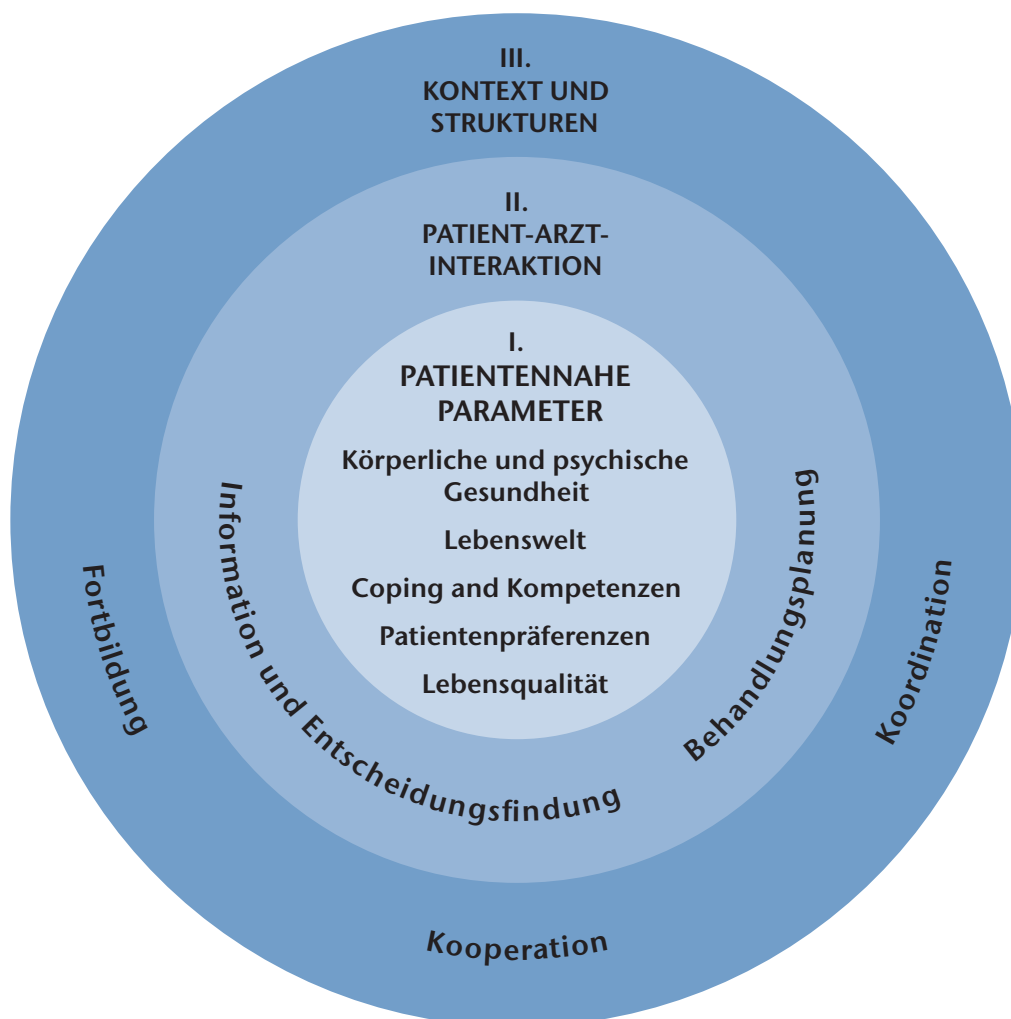 III.
KONTEXT UND
STRUKTUREN
II.
PATIENT-ARZT-
INTERAKTION
I.
PATIENTENNAHE
PARAMETER
Körperliche und psychische
Gesundheit
Lebenswelt
Coping and Kompetenzen
Patientenpräferenzen
Lebensqualität
Information und Entscheidungsfindung
Behandlungsplanung
Fortbildung
Kooperation
Koordination